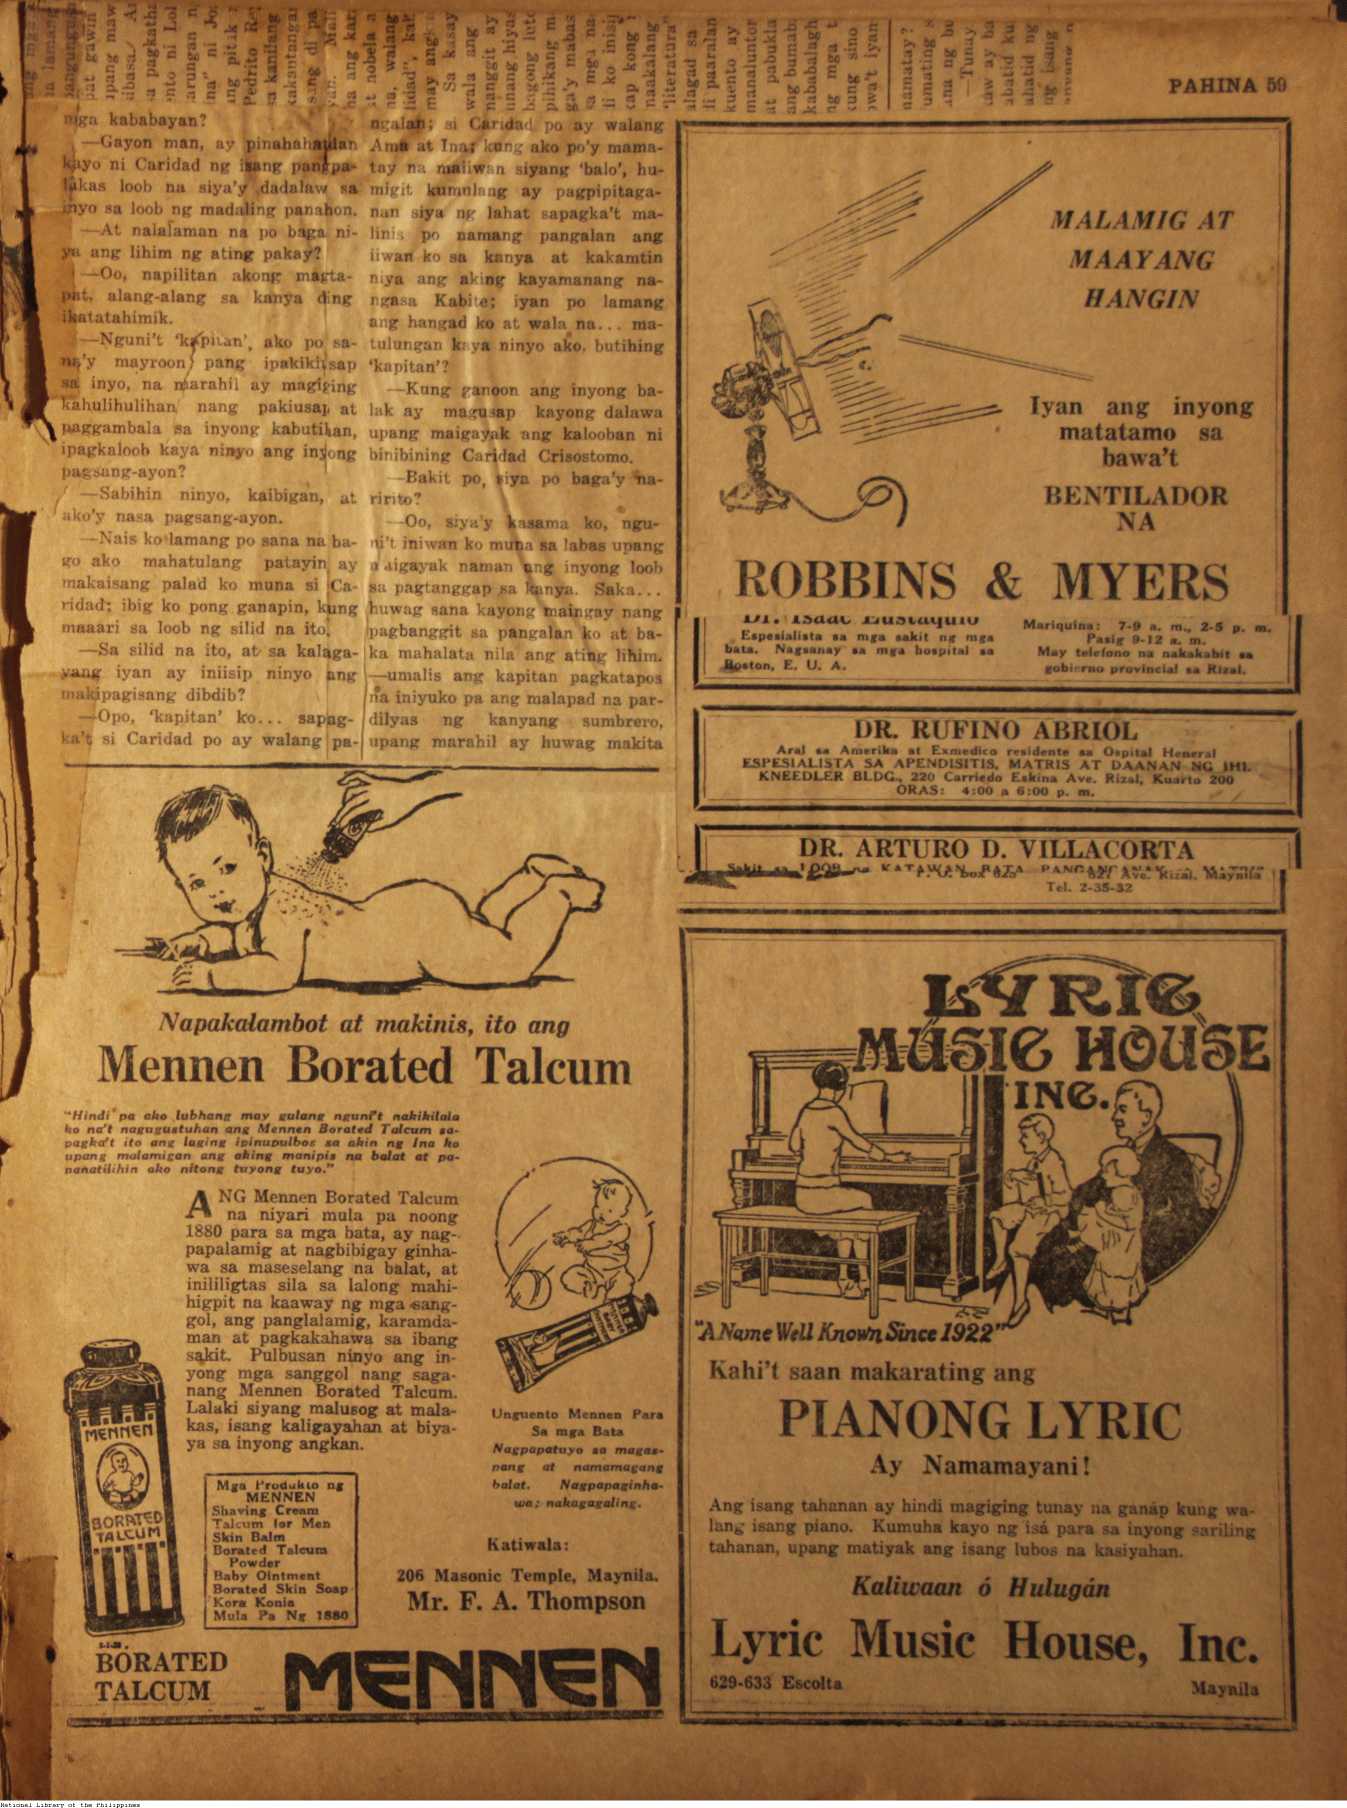 PAHINA 59
mga kababayan?
—Gayon man, ay pinahahatulan
kayo ni Caridad ng isang pangpa-
lakas loob na siya'y dadalaw sa
inyo sa loob ng madaling panahon.
—At nalalaman na po baga ni-
ya ang lihim ng ating pakay?
—Oo, napilitan akong magta-
pat, alang-alang sa kanya ding
ikatatahimik.
—Nguni't 'kapitan', ako po sa-
na'y mayroon pang ipakikiusap
sa inyo, na marahil ay magiging
kahulihulihan nang pakiusap at
paggambala sa inyong kabutihan,
ipagkaloob kaya ninyo ang inyong
pagsang-ayon?
—Sabihin ninyo, kaibigan, at
ako'y nasa pagsang-ayon.
—Nais ko lamang po sana na ba-
go ako mahatulang patayin ay
makaisang palad ko muna si Ca-
ridad; ibig ko pong ganapin, kung
maaari sa loob ng silid na ito.
—Sa silid na ito, at sa kalaga-
yang iyan ay iniisip ninyo ang
makipagisang dibdib?
—Opo, 'kapitan' ko... sapag-
ka't si Caridad po ay walang pa-
ngalan; si Caridad po ay walang
Ama at Ina; kung ako po'y mama-
tay na maiiwan siyang 'balo', hu-
migit kumulang ay pagpipitaga-
nan siya ng lahat sapagka't ma-
linis po namang pangalan ang
iiwan ko sa kanya at kakamtin
niya ang aking kayamanang na-
ngasa Kabite; iyan po lamang
ang hangad ko at wala na... ma-
tulungan kaya ninyo ako, butihing
'kapitan'?
—Kung ganoon ang inyong ba-
lak ay magusap kayong dalawa
upang maigayak ang kalooban ni
binibining Caridad Crisostomo.
—Bakit po, siya po baga'y na-
ririto?
—Oo, siya'y kasama ko, ngu-
ni't iniwan ko muna sa labas upang
maigayak naman ang inyong loob
sa pagtanggap sa kanya. Saka...
huwag sana kayong maingay nang
pagbanggit sa pangalan ko at ba-
ka mahalata nila ang ating lihim.
—umalis ang kapitan pagkatapos
na iniyuko pa ang malapad na par-
dilyas ng kanyang sumbrero,
upang marahil ay huwag makita
MALAMIG AT
MAAYANG
HANGIN
Iyan ang inyong
matatamo sa
bawa't
BENTILADOR
NA
ROBBINS & MYERS
Dr. Isaac Eustaquio
Espesialista sa mga sakit ng mga
bata. Nagsanay sa mga hospital sa
Boston, E. U. A.
Mariquina: 7-9 a. m., 2-5 p. m.
Pasig 9-12 a. m.
May telefono na nakakabit sa
gobierno provincial sa Rizal.
DR. RUFINO ABRIOL
Aral sa Amerika at Exmedico residente sa Ospital Heneral
ESPESIALISTA SA APENDISITIS, MATRIS AT DAANAN NG IHI.
KNEEDLER BLDG., 220 Carriedo Eskina Ave. Rizal, Kuarto 200
ORAS: 4:00 a 6:00 p. m.
DR. ARTURO D. VILLACORTA
627 Ave. Rizal, Maynila
Tel. 2-35-32
Napakalambot at makinis, ito ang
Mennen Borated Talcum
"Hindi pa ako lubhang may gulang nguni't nakikilala
ko na't nagugustuhan ang Mennen Borated Talcum sa-
pagka't ito ang laging ipinupulbos sa akin ng Ina ko
upang malamigan ang aking manipis na balat at pa-
nanatilihin ako nitong tuyong tuyo."
ANG Mennen Borated Talcum
na niyari mula pa noong
1880 para sa mga bata, ay nag-
papalamig at nagbibigay ginha-
wa sa maseselang na balat, at
inililigtas sila sa lalong mahi-
higpit na kaaway ng mga sang-
gol, ang panglalamig, karamda-
man at pagkakahawa sa ibang
sakit. Pulbusan ninyo ang in-
yong mga sanggol nang saga-
nang Mennen Borated Talcum.
Lalaki siyang malusog at mala-
kas, isang kaligayahan at biya-
ya sa inyong angkan.
MENNEN
BORATED
TALCUM
Mga Produkto ng
MENNEN
Shaving Cream
Talcum for Men
Skin Balm
Borated Talcum
Powder
Baby Ointment
Borated Skin Soap
Kora Konia
Mula Pa Ng 1880
Unguento Mennen Para
Sa mga Bata
Nagpapatuyo sa magas-
pang at namamagang
balat. Nagpapaginha-
wa; nakagagaling.
Katiwala:
206 Masonic Temple, Maynila.
Mr. F. A. Thompson
BORATED
TALCUM
MENNEN
LYRIC
MUSIC HOUSE
INC.
"A Name Well Known Since 1922"
Kahi't saan makarating ang
PIANONG LYRIC
Ay Namamayani!
Ang isang tahanan ay hindi magiging tunay na ganáp kung wa-
lang isang piano. Kumuha kayo ng isá para sa inyong sariling
tahanan, upang matiyak ang isang lubos na kasiyahan.
Kaliwaan ó Hulugán
Lyric Music House, Inc.
629-633 Escolta
Maynila
National Library of the Philippines